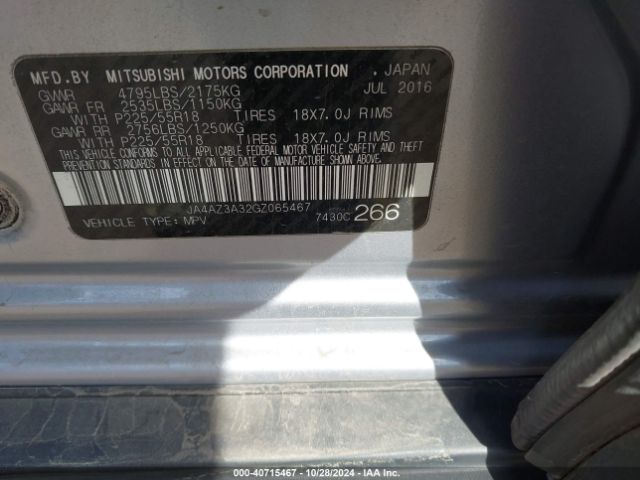 MFD.BY MITSUBISHI MOTORS CORPORATION . JAPAN
GVWR 4795LBS/2175KG JUL 2016
GAWR FR 2535LBS/1150KG
WITH P225/55R18 TIRES 18X7.0J RIMS
GAWR RR 2756LBS/1250KG
WITH P225/55R18 TIRES 18X7.0J RIMS
THIS VEHICLE CONFORMS TO ALL APPLICABLE FEDERAL MOTOR VEHICLE SAFETY AND THEFT
PREVENTION STANDARDS IN EFFECT ON THE DATE OF MANUFACTURE SHOWN ABOVE.
JA4AZ3A32GZ065467
VEHICLE TYPE: MPV 7430C 266
© - 40715467 - 10/28/2024 - IAA Inc.